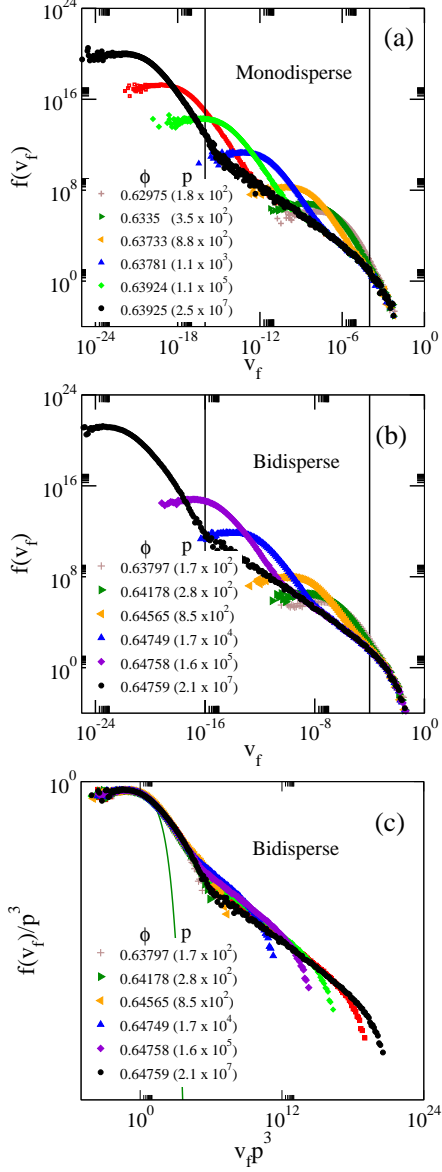 10^24
(a)
10^16
Monodisperse
f(v_f)
10^8
ϕ p
0.62975 (1.8 x 10^2)
0.6335 (3.5 x 10^2)
0.63733 (8.8 x 10^2)
10^0
0.63781 (1.1 x 10^3)
0.63924 (1.1 x 10^5)
0.63925 (2.5 x 10^7)
10^-24 10^-18 10^-12 10^-6 10^0
v_f
10^24
(b)
Bidisperse
10^16
f(v_f)
ϕ p
10^8
0.63797 (1.7 x 10^2)
0.64178 (2.8 x 10^2)
0.64565 (8.5 x10^2)
10^0
0.64749 (1.7 x 10^4)
0.64758 (1.6 x 10^5)
0.64759 (2.1 x 10^7)
10^-24 10^-16 10^-8 10^0
v_f
10^0
(c)
Bidisperse
f(v_f)/p^3
ϕ p
0.63797 (1.7 x 10^2)
0.64178 (2.8 x 10^2)
0.64565 (8.5 x10^2)
0.64749 (1.7 x 10^4)
0.64758 (1.6 x 10^5)
0.64759 (2.1 x 10^7)
10^0 10^12 10^24
v_f p^3